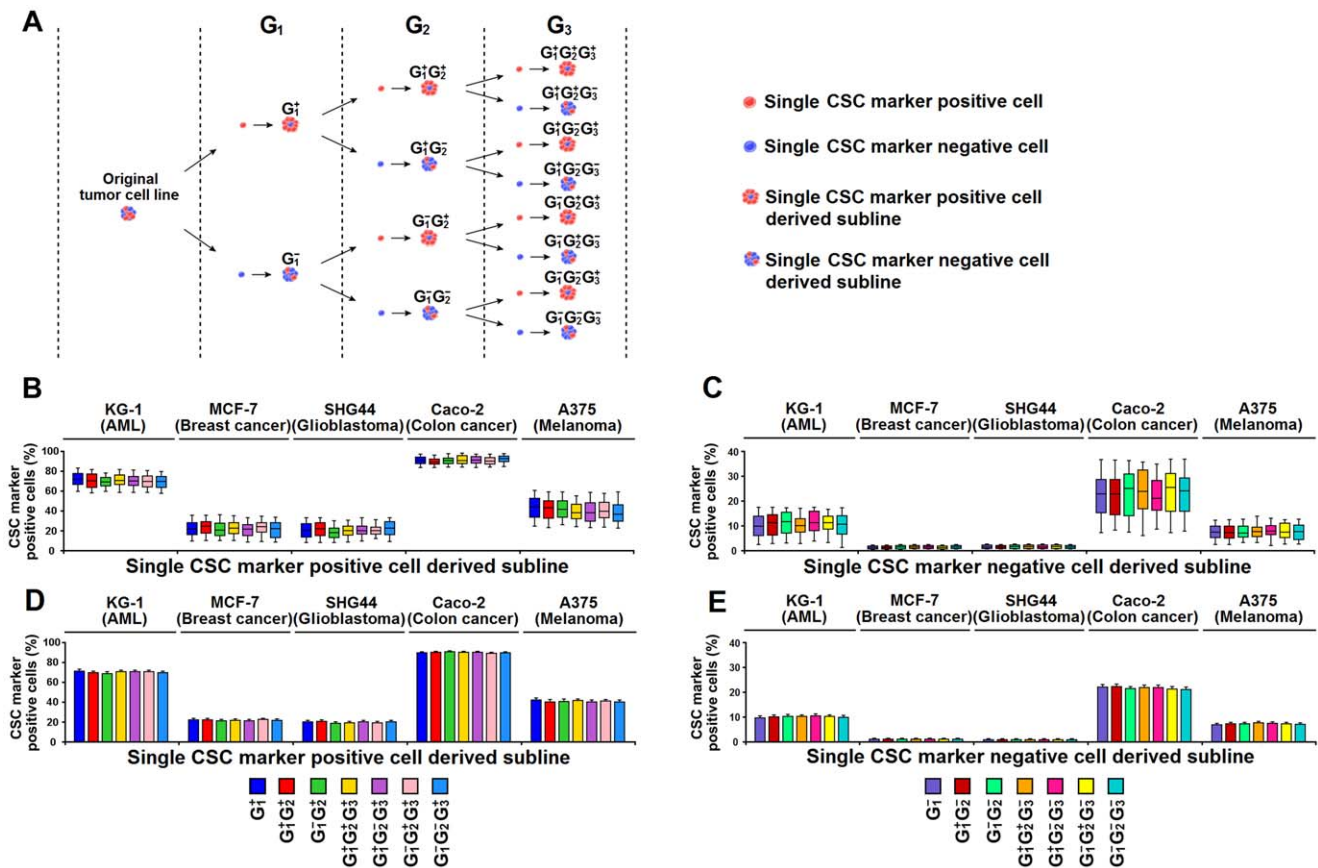 A
G₁
G₂
G₃
Original
tumor cell line
G₁⁺
G₁⁻
G₁⁺G₂⁺
G₁⁺G₂⁻
G₁⁻G₂⁺
G₁⁻G₂⁻
G₁⁺G₂⁺G₃⁺
G₁⁺G₂⁺G₃⁻
G₁⁺G₂⁻G₃⁺
G₁⁺G₂⁻G₃⁻
G₁⁻G₂⁺G₃⁺
G₁⁻G₂⁺G₃⁻
G₁⁻G₂⁻G₃⁺
G₁⁻G₂⁻G₃⁻
Single CSC marker positive cell
Single CSC marker negative cell
Single CSC marker positive cell
derived subline
Single CSC marker negative cell
derived subline
B
KG-1
(AML)
MCF-7
(Breast cancer)
SHG44
(Glioblastoma)
Caco-2
(Colon cancer)
A375
(Melanoma)
CSC marker
positive cells (%)
100
80
60
40
20
0
Single CSC marker positive cell derived subline
C
KG-1
(AML)
MCF-7
(Breast cancer)
SHG44
(Glioblastoma)
Caco-2
(Colon cancer)
A375
(Melanoma)
CSC marker
positive cells (%)
40
30
20
10
0
Single CSC marker negative cell derived subline
D
KG-1
(AML)
MCF-7
(Breast cancer)
SHG44
(Glioblastoma)
Caco-2
(Colon cancer)
A375
(Melanoma)
CSC marker
positive cells (%)
100
80
60
40
20
0
Single CSC marker positive cell derived subline
G₁⁺
G₁⁺G₂⁺
G₁⁻G₂⁺
G₁⁺G₂⁺G₃⁺
G₁⁺G₂⁻G₃⁺
G₁⁻G₂⁺G₃⁺
G₁⁻G₂⁻G₃⁺
E
KG-1
(AML)
MCF-7
(Breast cancer)
SHG44
(Glioblastoma)
Caco-2
(Colon cancer)
A375
(Melanoma)
CSC marker
positive cells (%)
40
30
20
10
0
Single CSC marker negative cell derived subline
G₁⁻
G₁⁺G₂⁻
G₁⁻G₂⁻
G₁⁺G₂⁺G₃⁻
G₁⁺G₂⁻G₃⁻
G₁⁻G₂⁺G₃⁻
G₁⁻G₂⁻G₃⁻